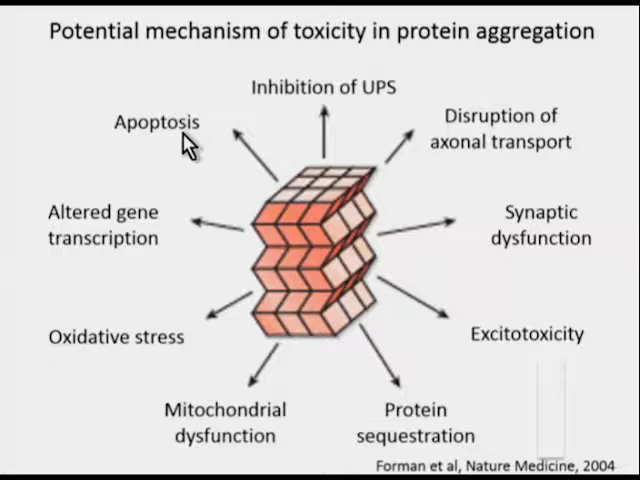 Potential mechanism of toxicity in protein aggregation
Inhibition of UPS
Apoptosis
Disruption of
axonal transport
Altered gene
transcription
Synaptic
dysfunction
Oxidative stress
Excitotoxicity
Mitochondrial
dysfunction
Protein
sequestration
Forman et al, Nature Medicine, 2004